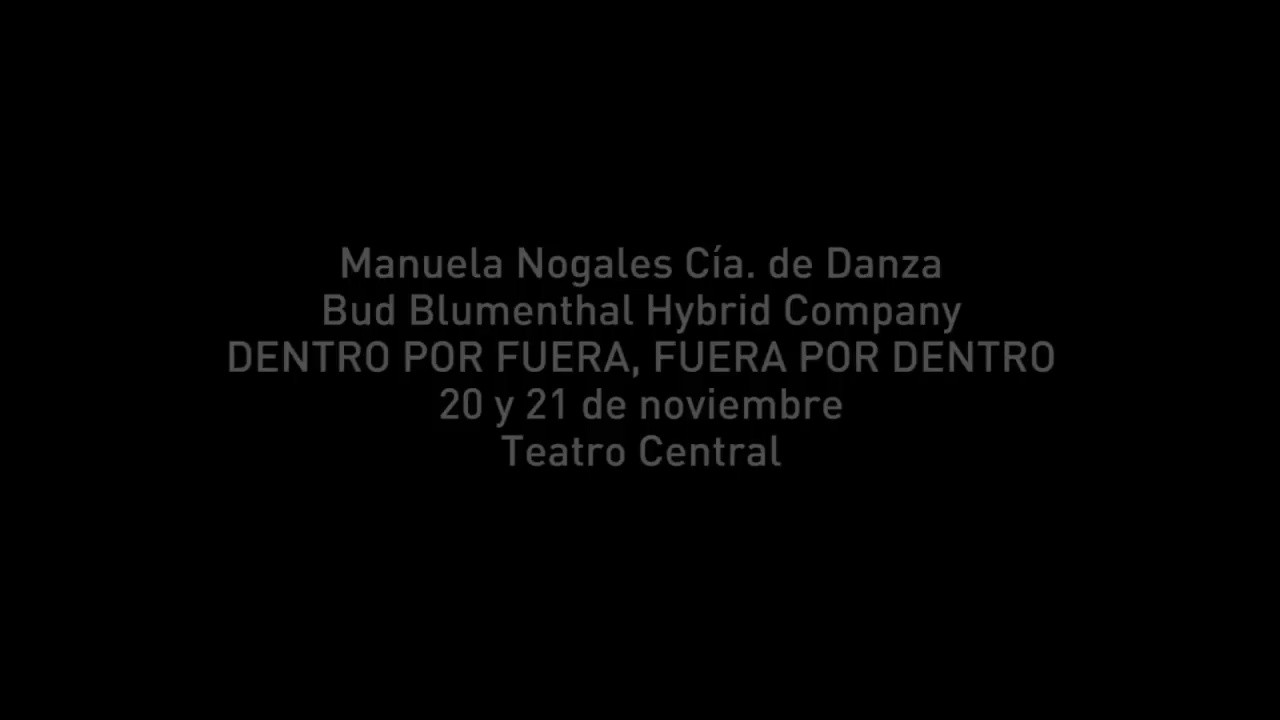 Manuela Nogales Cía. de Danza
Bud Blumenthal Hybrid Company
DENTRO POR FUERA, FUERA POR DENTRO
20 y 21 de noviembre
Teatro Central